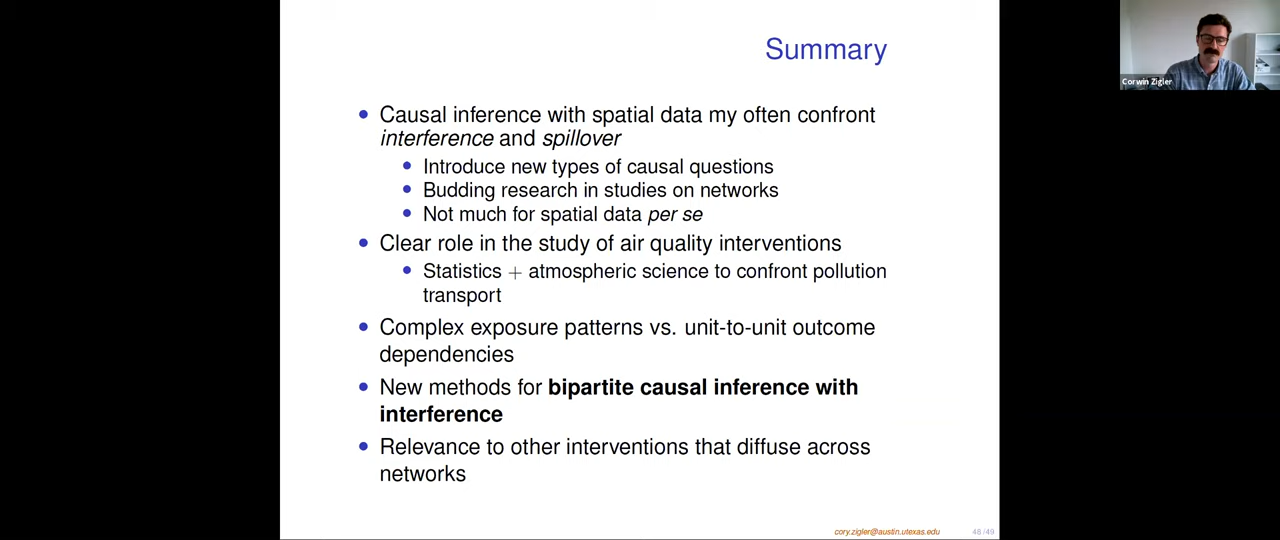 Summary
Corwin Zigler
• Causal inference with spatial data my often confront
interference and spillover
• Introduce new types of causal questions
• Budding research in studies on networks
• Not much for spatial data per se
• Clear role in the study of air quality interventions
• Statistics + atmospheric science to confront pollution
transport
• Complex exposure patterns vs. unit-to-unit outcome
dependencies
• New methods for bipartite causal inference with
interference
• Relevance to other interventions that diffuse across
networks
cory.zigler@austin.utexas.edu
48/49